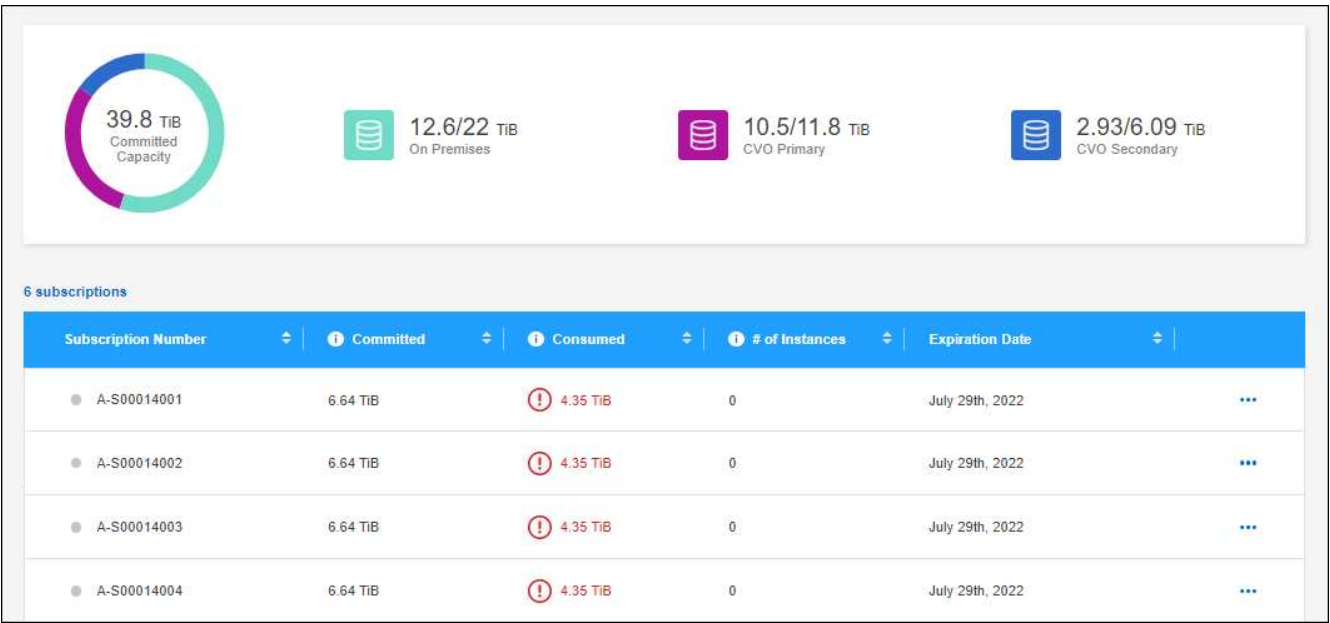 39.8 TiB
Committed
Capacity
12.6/22 TiB
On Premises
10.5/11.8 TiB
CVO Primary
2.93/6.09 TiB
CVO Secondary
6 subscriptions
Subscription Number Committed Consumed # of Instances Expiration Date
A-S00014001 6.64 TiB 4.35 TiB 0 July 29th, 2022
A-S00014002 6.64 TiB 4.35 TiB 0 July 29th, 2022
A-S00014003 6.64 TiB 4.35 TiB 0 July 29th, 2022
A-S00014004 6.64 TiB 4.35 TiB 0 July 29th, 2022